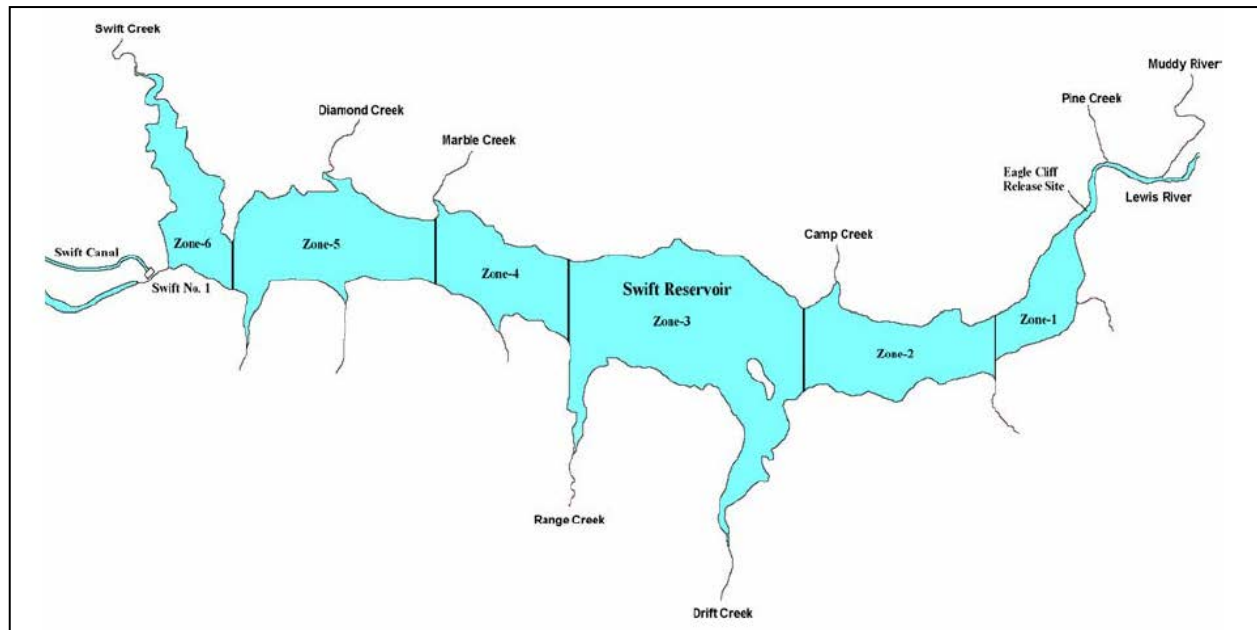 Swift Creek
Muddy River
Diamond Creek
Pine Creek
Marble Creek
Eagle Cliff
Release Site
Lewis River
Camp Creek
Zone-6
Zone-5
Swift Canal
Zone-4
Swift No. 1
Swift Reservoir
Zone-3
Zone-1
Zone-2
Range Creek
Drift Creek